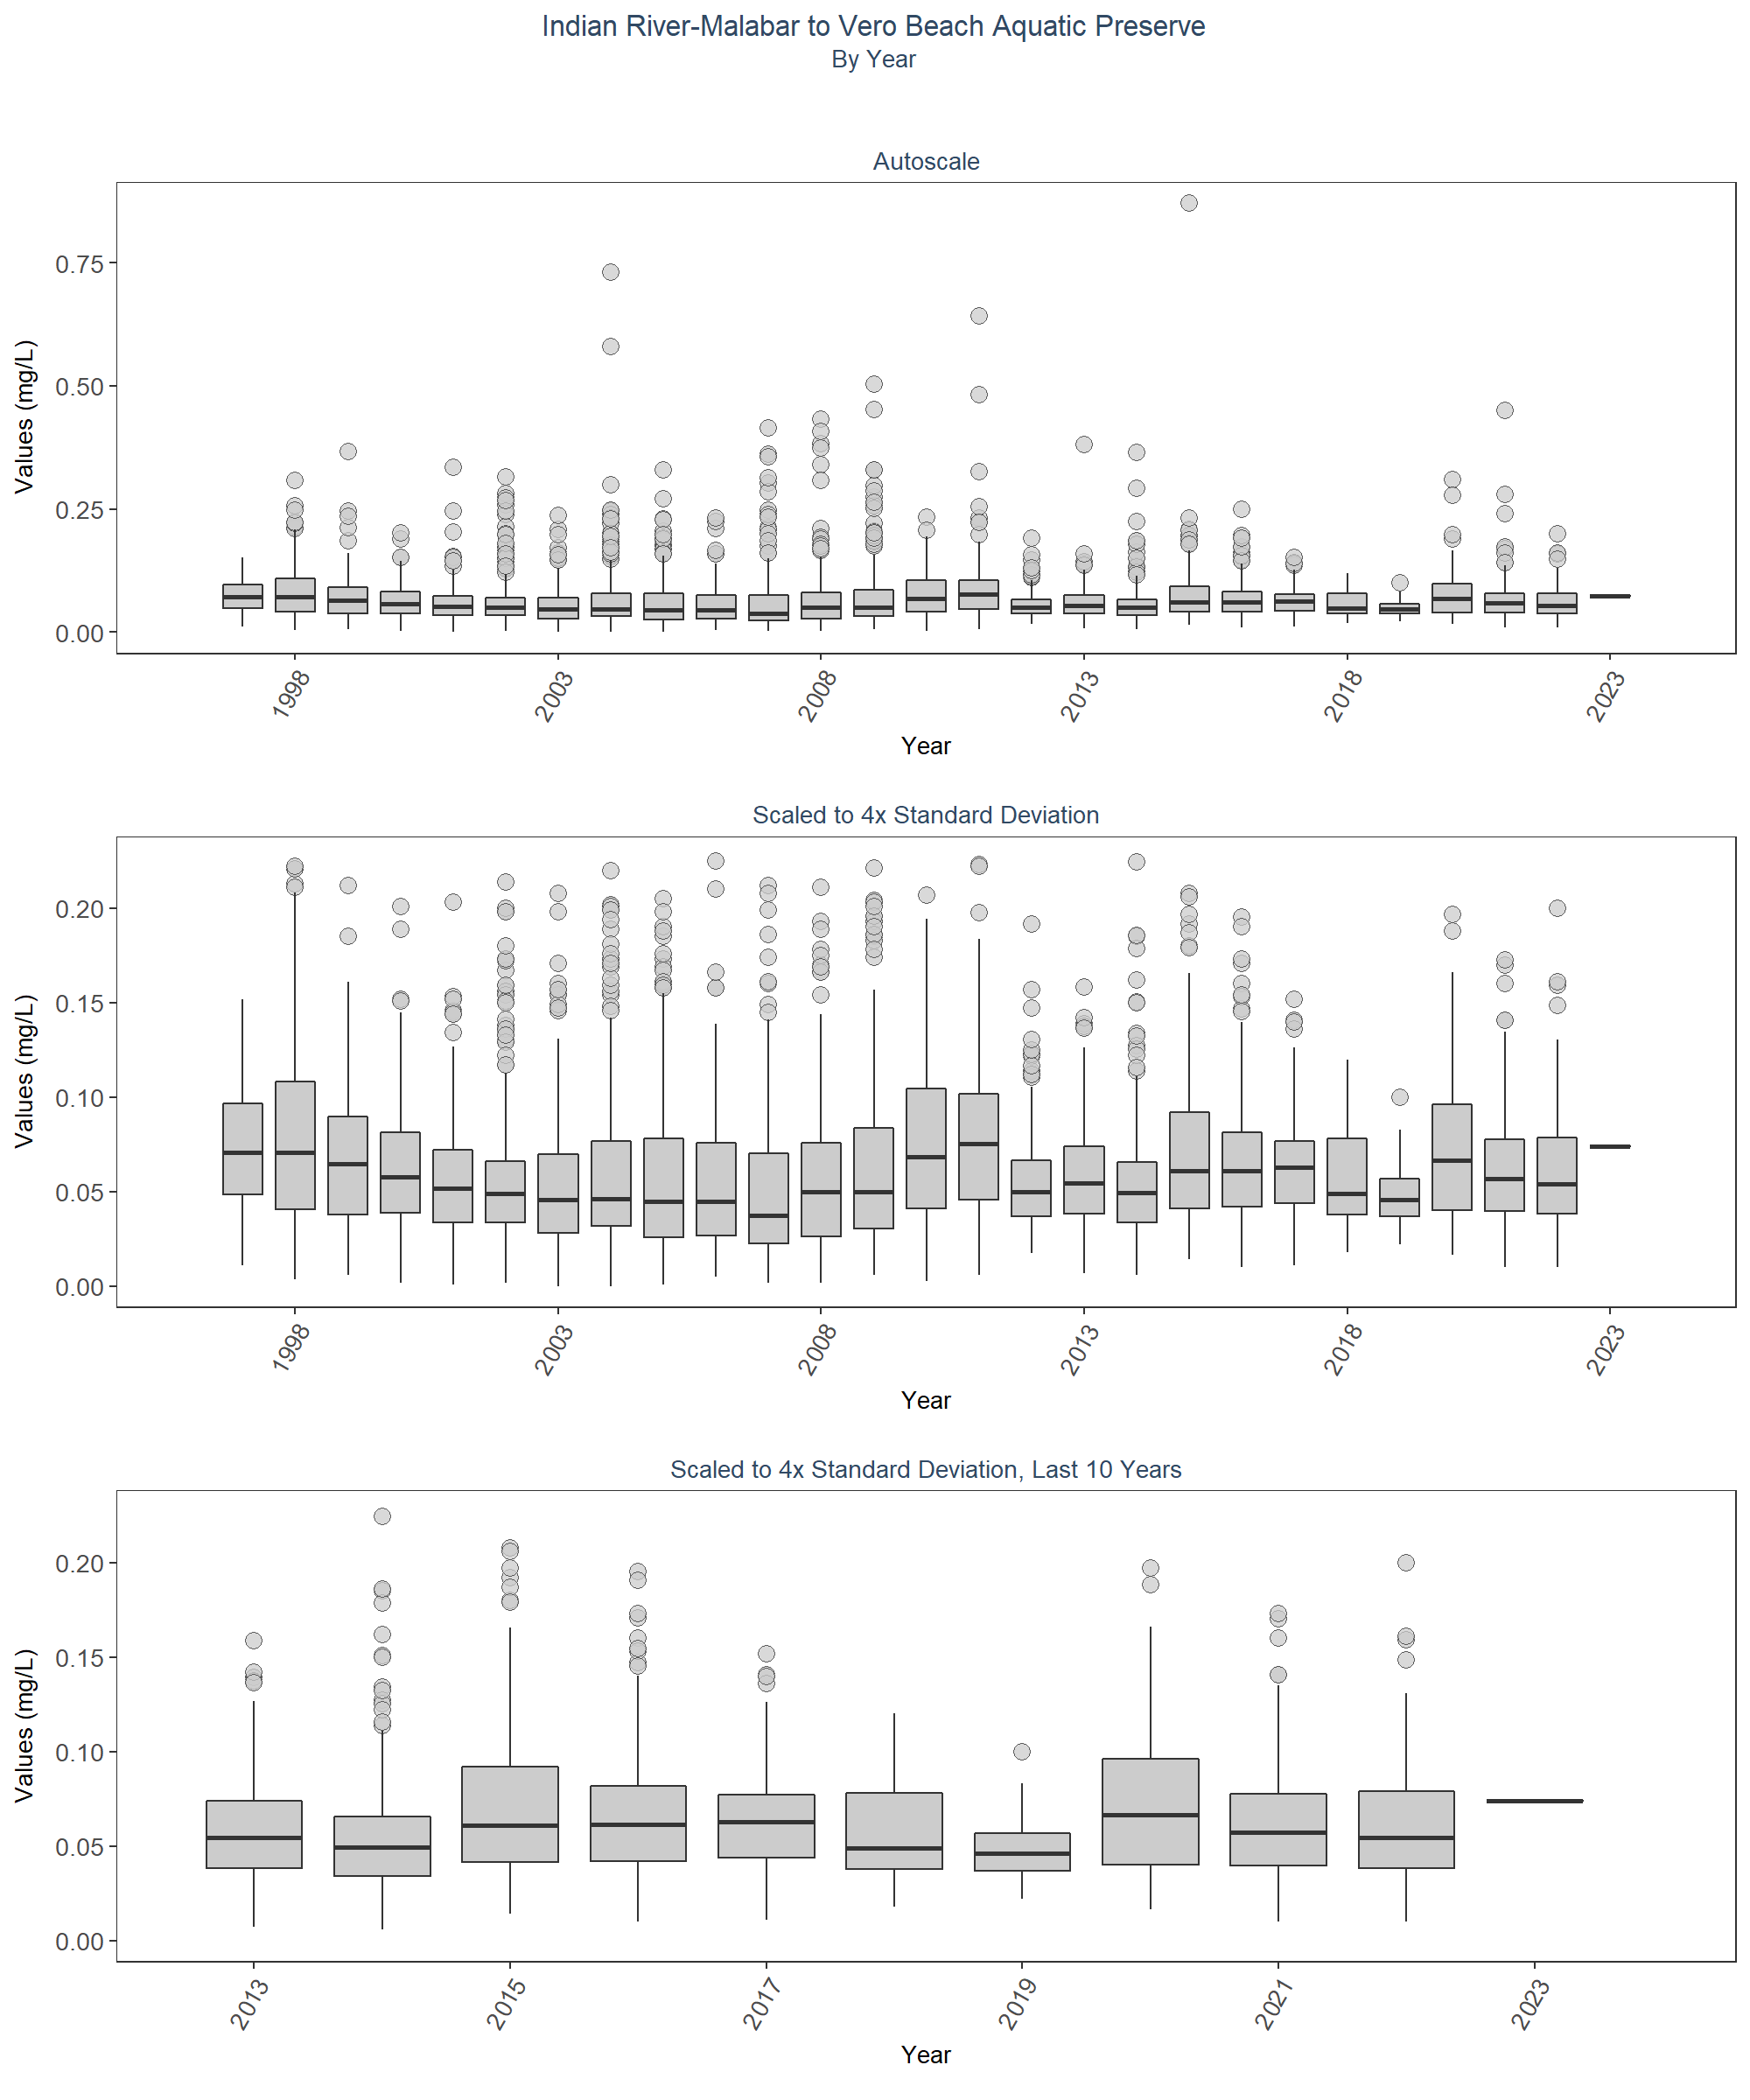 Indian River-Malabar to Vero Beach Aquatic Preserve
By Year
Autoscale
Values (mg/L)
0.75
0.50
0.25
0.00
1998 2003 2008 2013 2018 2023
Year
Scaled to 4x Standard Deviation
Values (mg/L)
0.20
0.15
0.10
0.05
0.00
1998 2003 2008 2013 2018 2023
Year
Scaled to 4x Standard Deviation, Last 10 Years
Values (mg/L)
0.20
0.15
0.10
0.05
0.00
2013 2015 2017 2019 2021 2023
Year